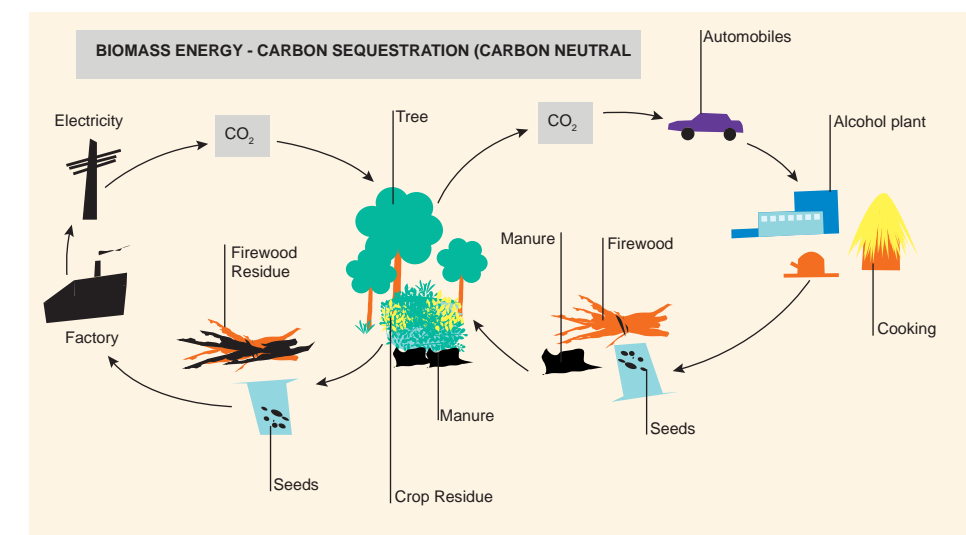 BIOMASS ENERGY - CARBON SEQUESTRATION (CARBON NEUTRAL
Automobiles
Electricity
CO₂
Tree
CO₂
Alcohol plant
Firewood
Residue
Manure
Firewood
Factory
Cooking
Manure
Seeds
Seeds
Crop Residue